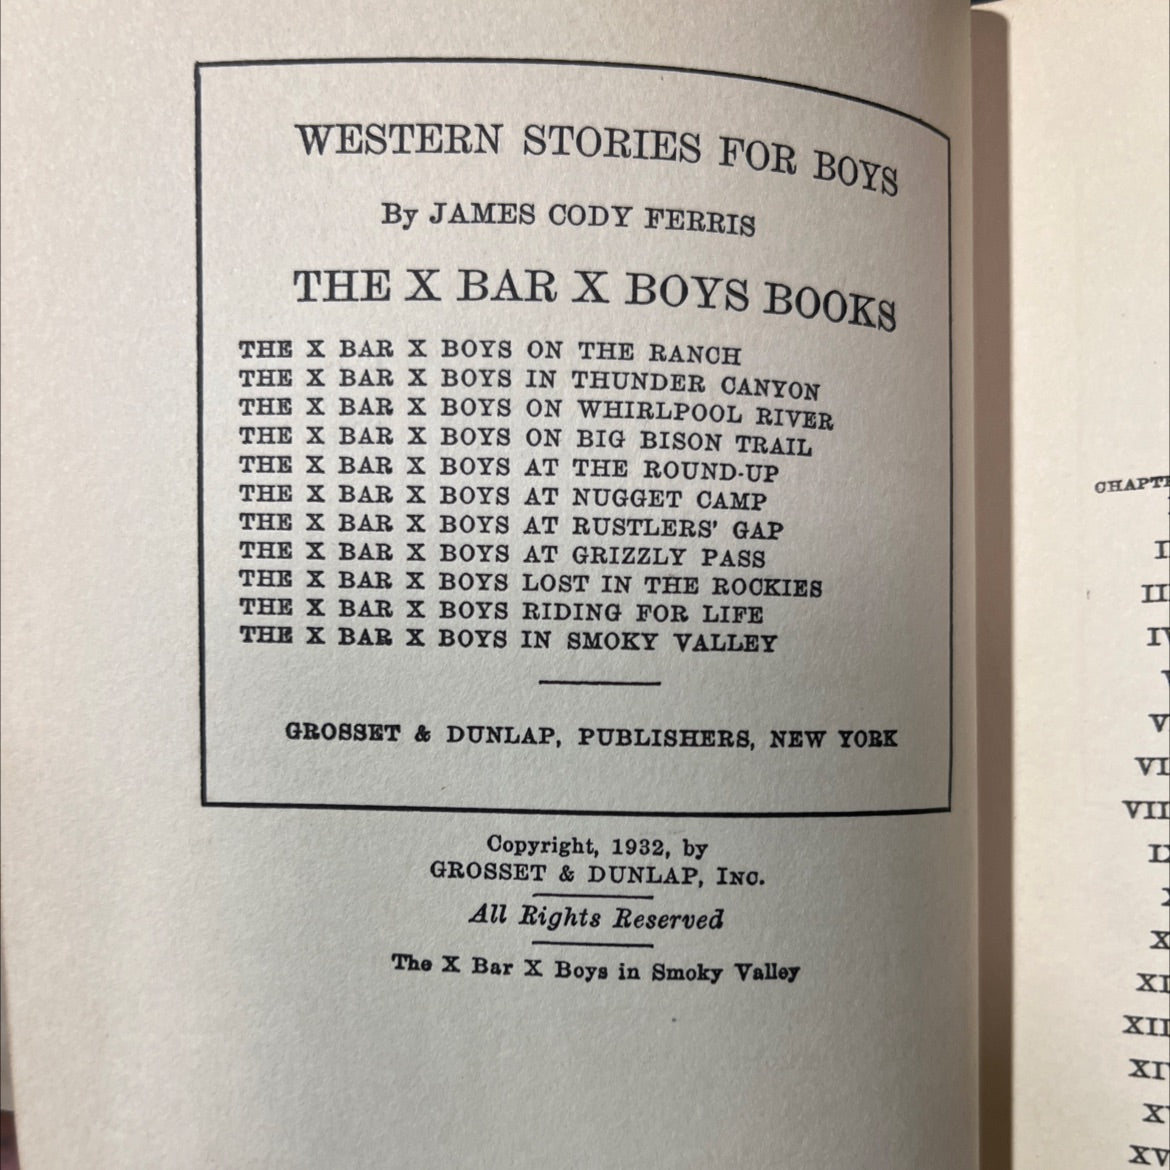 WESTERN STORIES FOR BOYS
By JAMES CODY FERRIS
THE X BAR X BOYS BOOKS
THE X BAR X BOYS ON THE RANCH
THE X BAR X BOYS IN THUNDER CANYON
THE X BAR X BOYS ON WHIRLPOOL RIVER
THE X BAR X BOYS ON BIG BISON TRAIL
THE X BAR X BOYS AT THE ROUND-UP
THE X BAR X BOYS AT NUGGET CAMP
THE X BAR X BOYS AT RUSTLERS' GAP
THE X BAR X BOYS AT GRIZZLY PASS
THE X BAR X BOYS LOST IN THE ROCKIES
THE X BAR X BOYS RIDING FOR LIFE
THE X BAR X BOYS IN SMOKY VALLEY
GROSSET & DUNLAP, PUBLISHERS, NEW YORK
Copyright, 1932, by
GROSSET & DUNLAP, INC.
All Rights Reserved
The X Bar X Boys in Smoky Valley